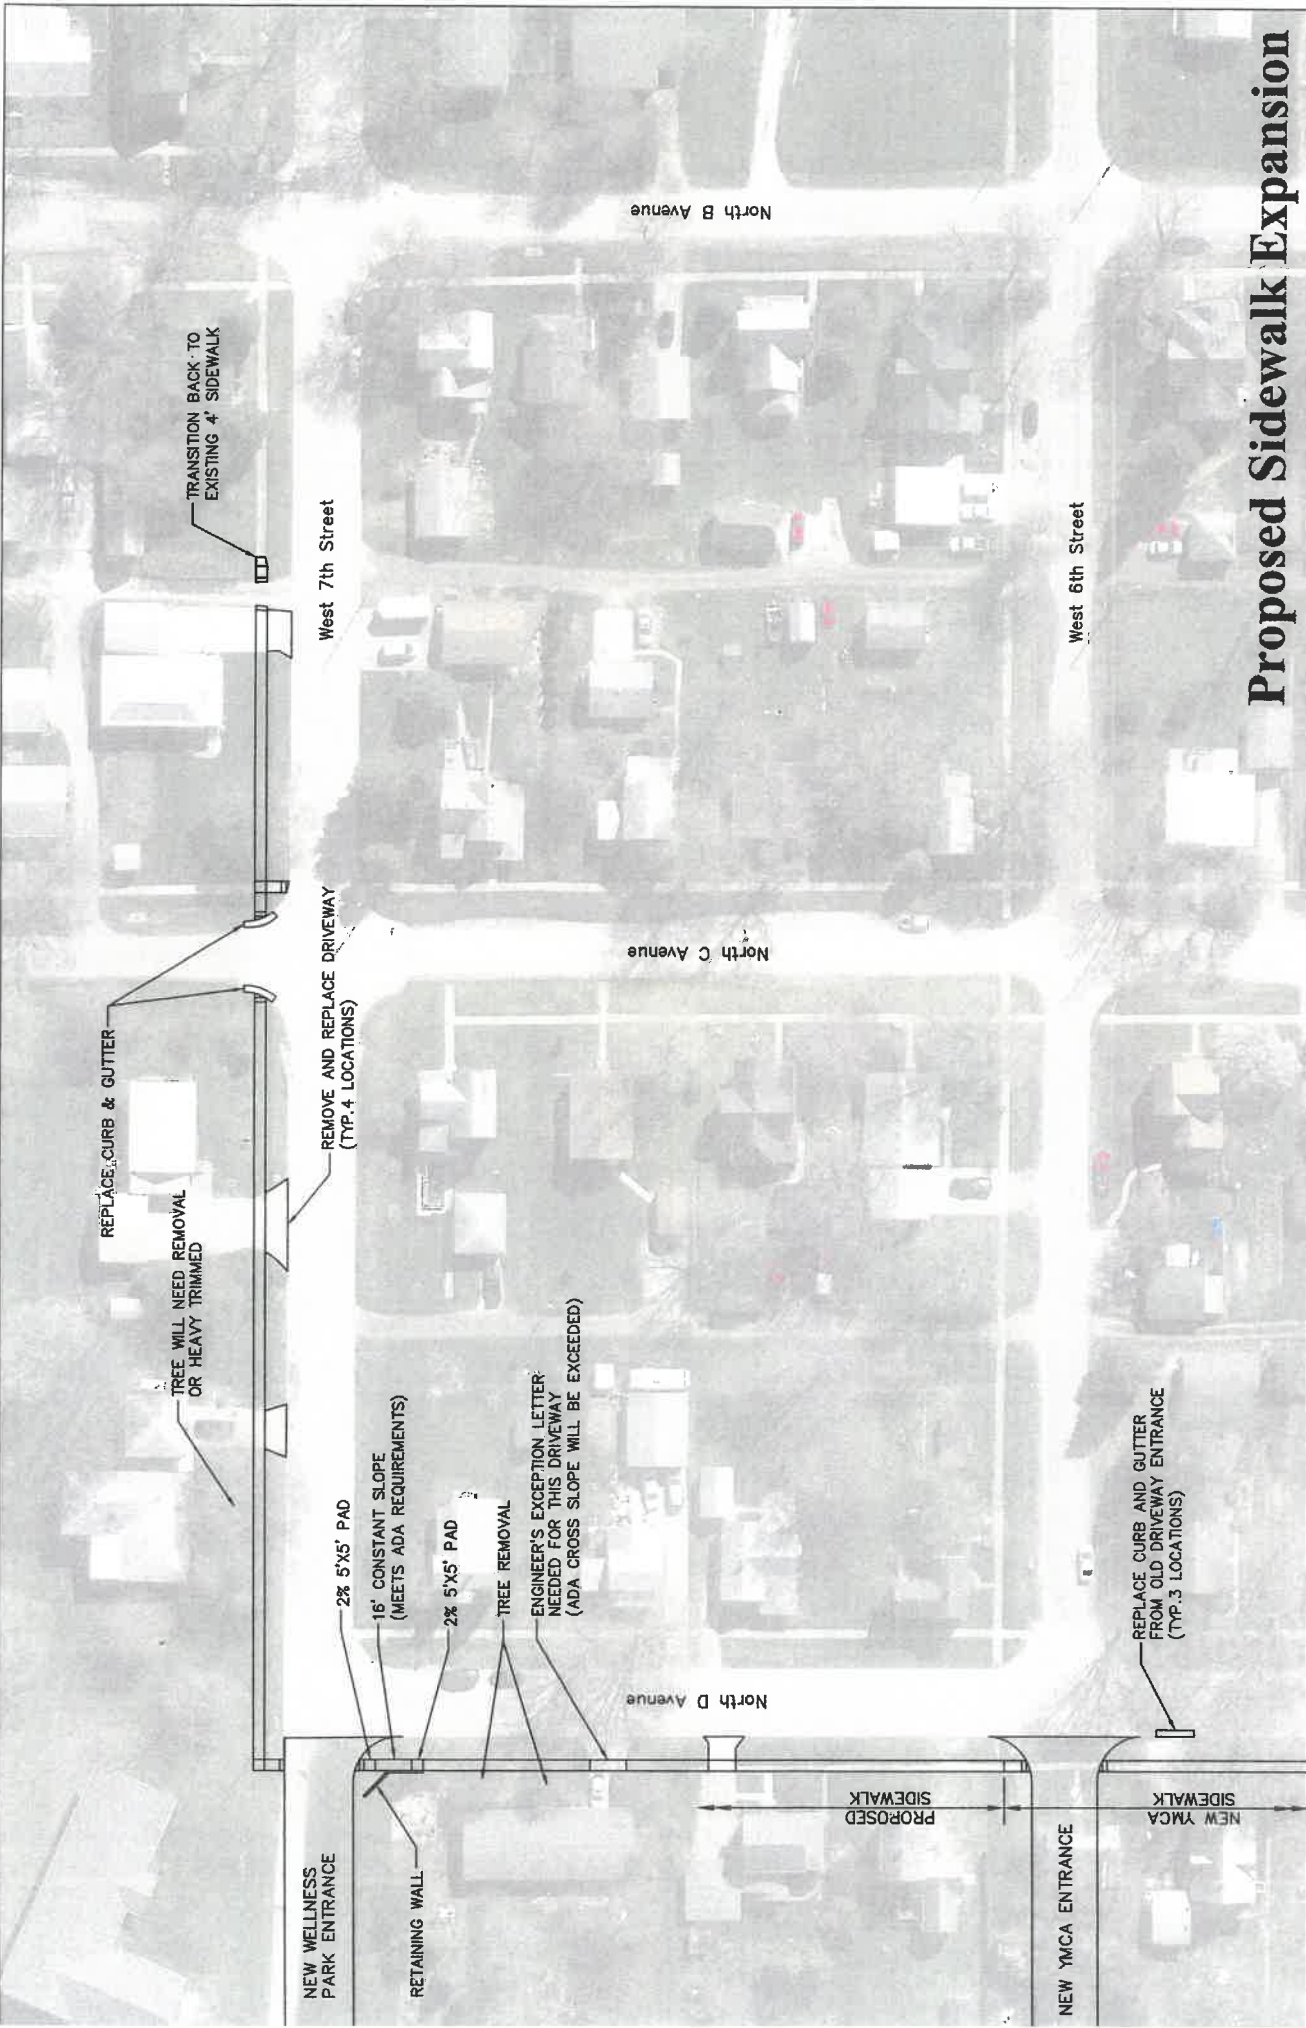 REPLACE CURB & GUTTER
TRANSITION BACK TO
EXISTING 4' SIDEWALK
TREE WILL NEED REMOVAL
OR HEAVY TRIMMED
West 7th Street
REMOVE AND REPLACE DRIVEWAY
(TYP.4 LOCATIONS)
NEW WELLNESS
PARK ENTRANCE
2% 5'X5' PAD
16' CONSTANT SLOPE
(MEETS ADA REQUIREMENTS)
2% 5'X5' PAD
RETAINING WALL
TREE REMOVAL
ENGINEER'S EXCEPTION LETTER
NEEDED FOR THIS DRIVEWAY
(ADA CROSS SLOPE WILL BE EXCEEDED)
North D Avenue
North C Avenue
North B Avenue
PROPOSED
SIDEWALK
West 6th Street
NEW YMCA ENTRANCE
NEW YMCA
SIDEWALK
REPLACE CURB AND GUTTER
FROM OLD DRIVEWAY ENTRANCE
(TYP.3 LOCATIONS)
Proposed Sidewalk Expansion